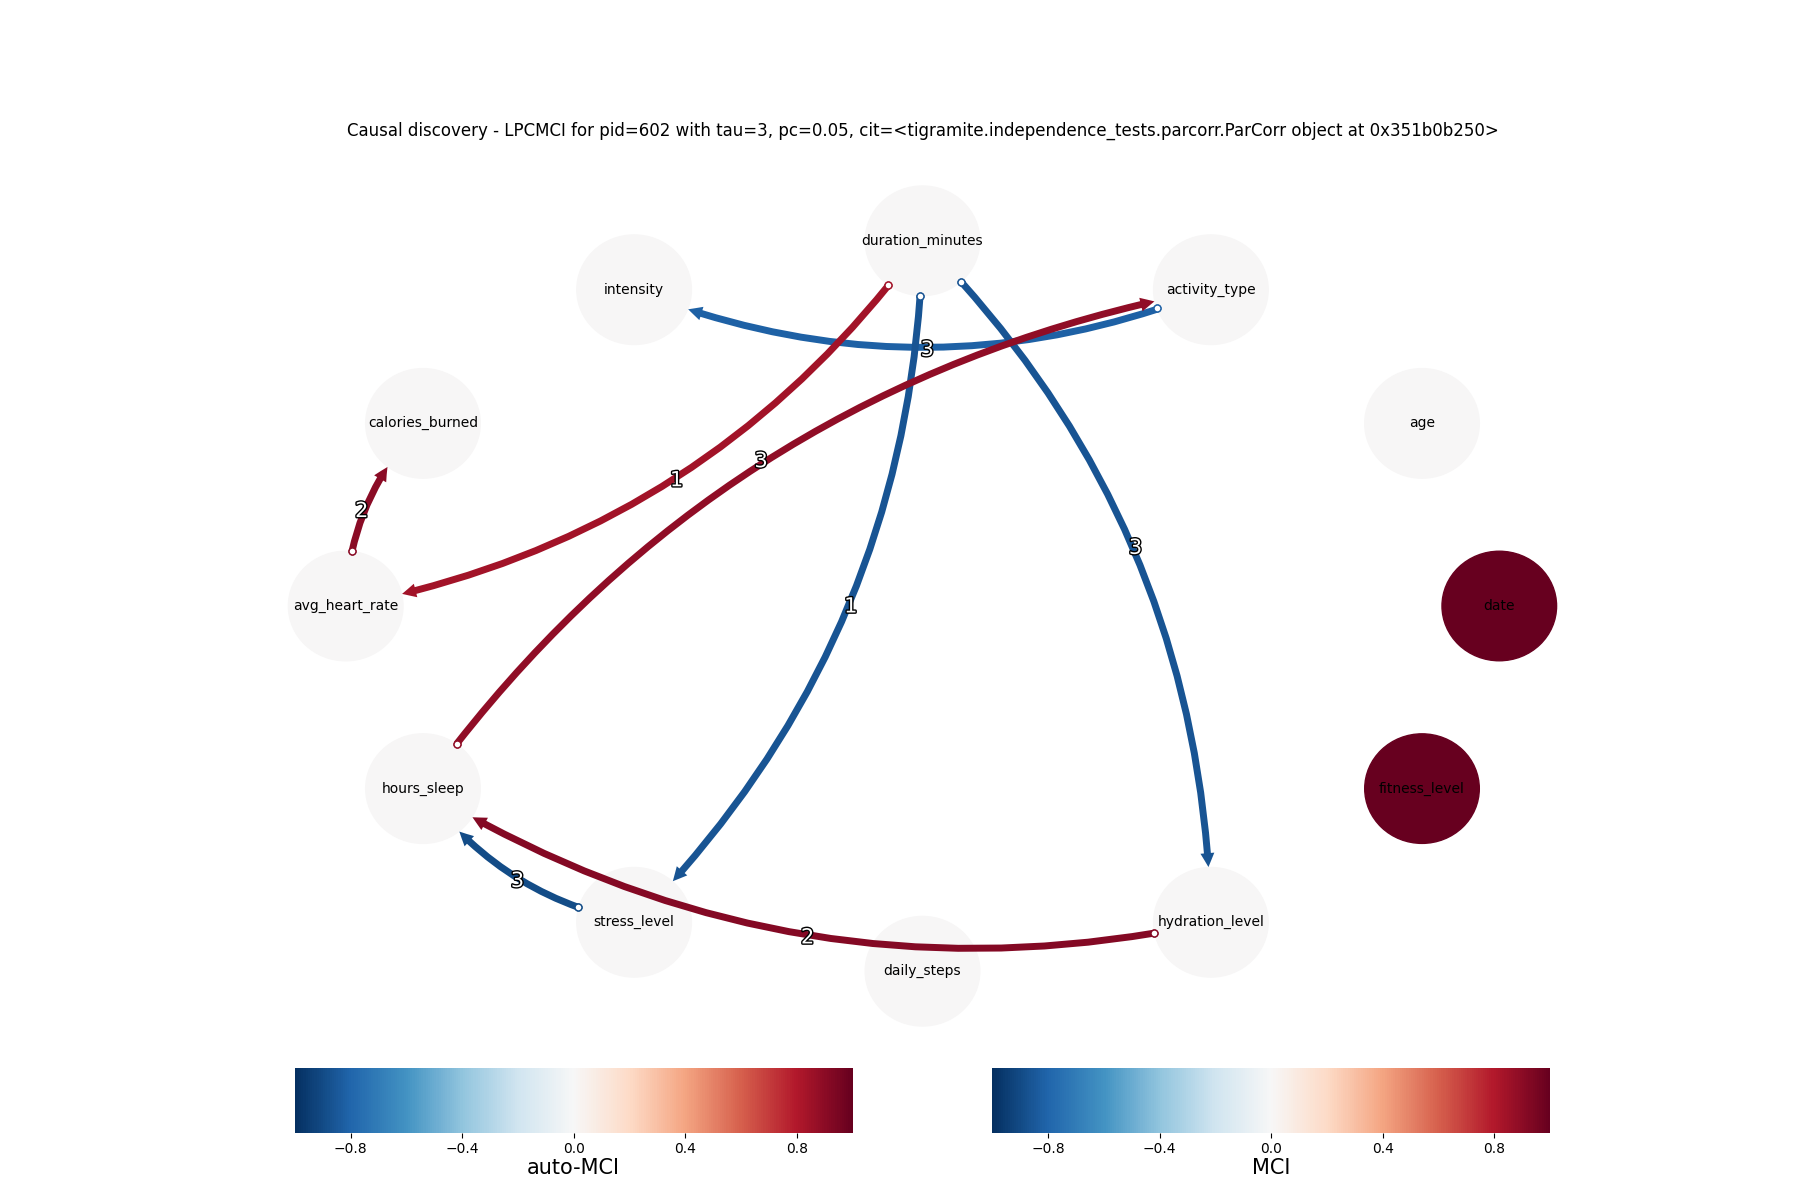 Causal discovery - LPCMCI for pid=602 with tau=3, pc=0.05, cit=<tigramite.independence_tests.parcorr.ParCorr object at 0x351b0b250>
duration_minutes
intensity
activity_type
3
calories_burned
age
3
1
2
3
avg_heart_rate
1
date
hours_sleep
fitness_level
3
stress_level
hydration_level
2
daily_steps
−0.8 −0.4 0.0 0.4 0.8
auto-MCI
−0.8 −0.4 0.0 0.4 0.8
MCI